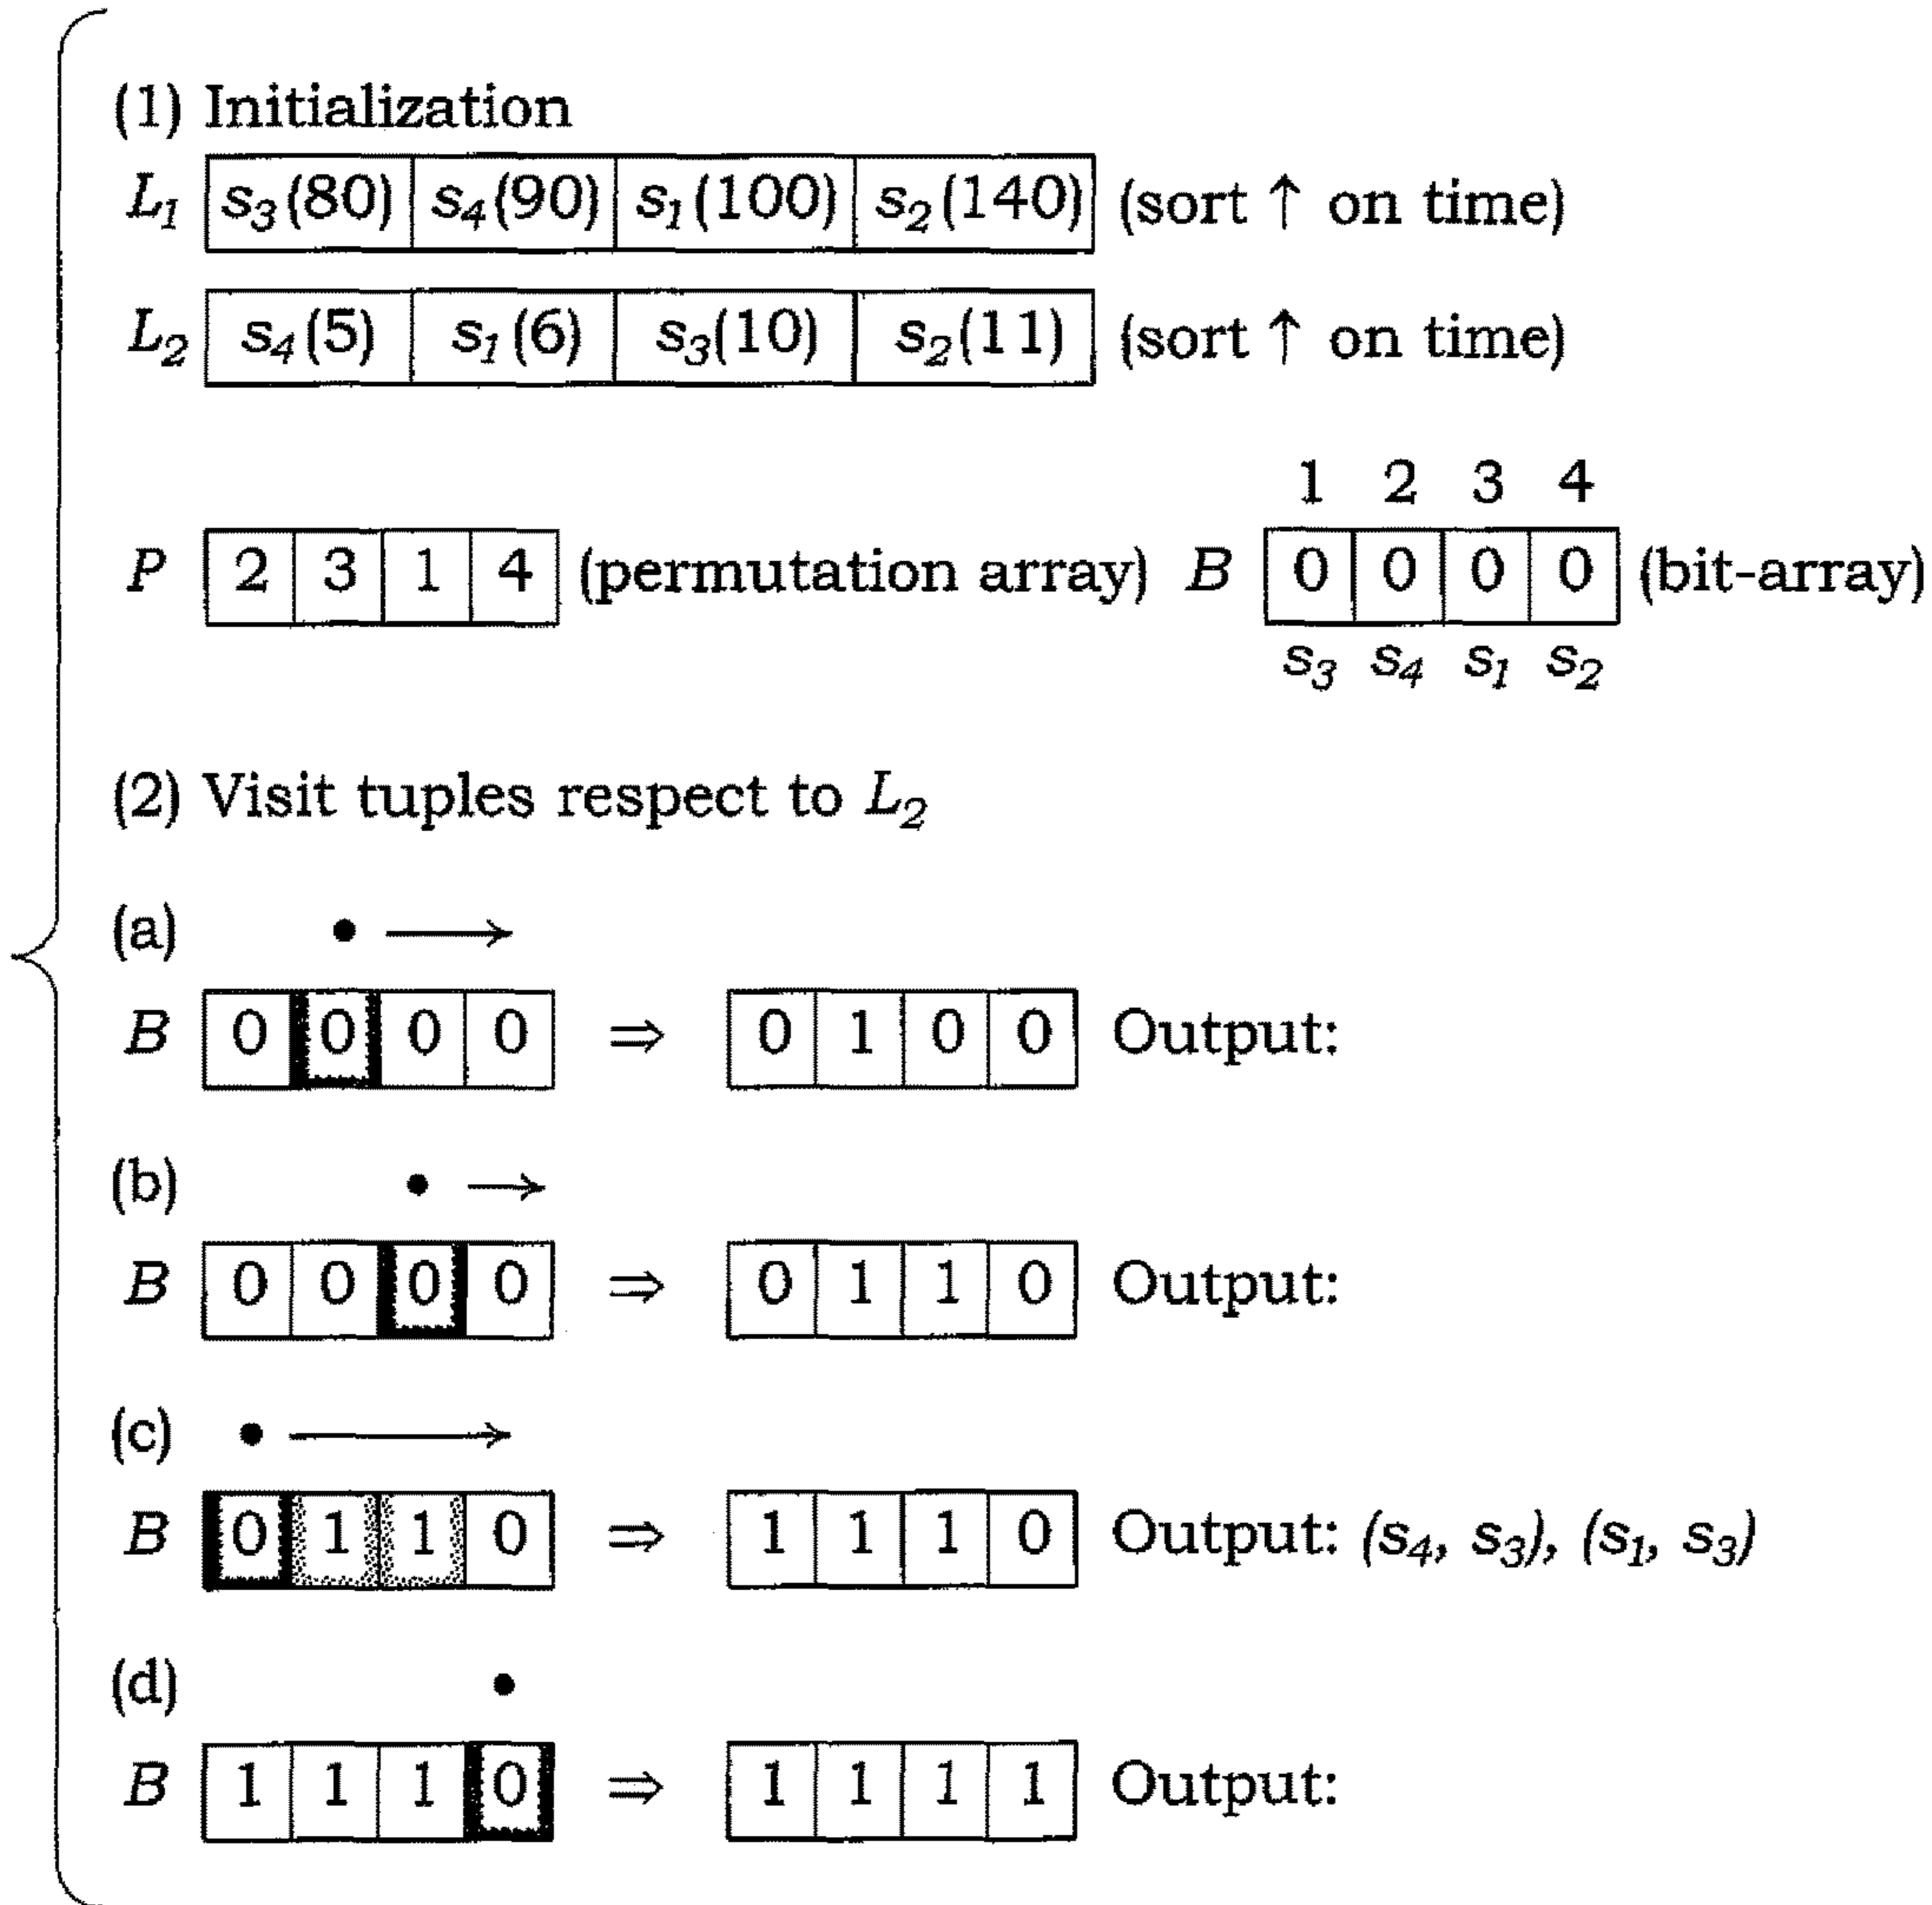 (1) Initialization
L1 s3(80) s4(90) s1(100) s2(140) (sort ↑ on time)
L2 s4(5) s1(6) s3(10) s2(11) (sort ↑ on time)
1 2 3 4
P 2 3 1 4 (permutation array) B 0 0 0 0 (bit-array)
s3 s4 s1 s2
(2) Visit tuples respect to L2
(a) • →
B 0 0 0 0 ⇒ 0 1 0 0 Output:
(b) • →
B 0 0 0 0 ⇒ 0 1 1 0 Output:
(c) • →
B 0 1 1 0 ⇒ 1 1 1 0 Output: (s4, s3), (s1, s3)
(d) •
B 1 1 1 0 ⇒ 1 1 1 1 Output: